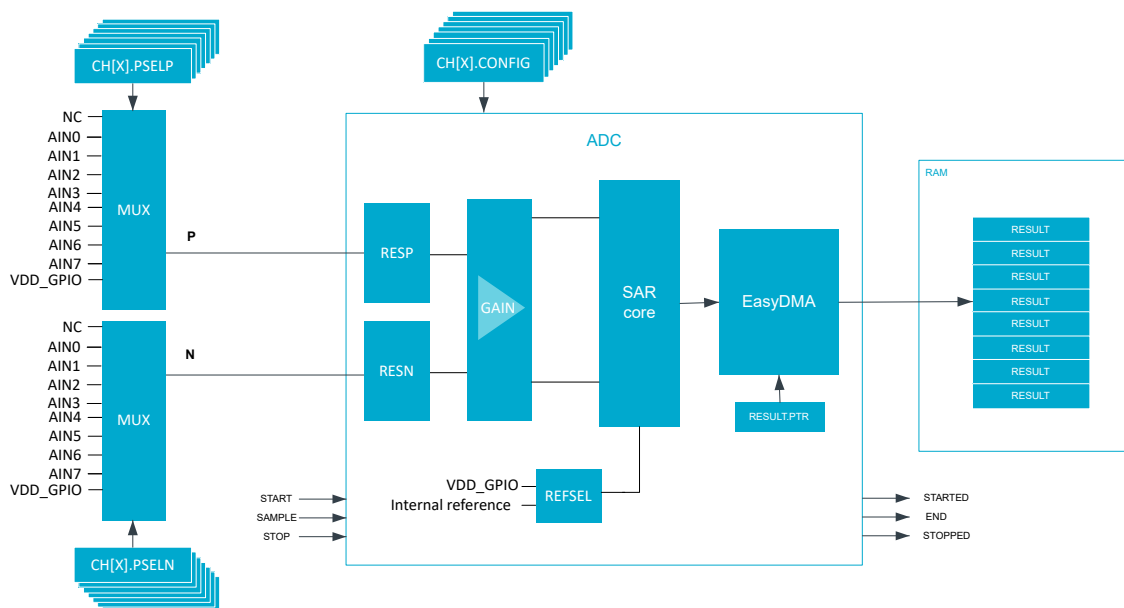 CH[X].PSELP
CH[X].CONFIG
NC
AIN0
AIN1
AIN2
AIN3
AIN4
AIN5
AIN6
AIN7
VDD_GPIO
MUX
P
NC
AIN0
AIN1
AIN2
AIN3
AIN4
AIN5
AIN6
AIN7
VDD_GPIO
MUX
N
CH[X].PSELN
ADC
RESP
RESN
GAIN
SAR
core
EasyDMA
RESULT.PTR
VDD_GPIO
Internal reference
REFSEL
START
SAMPLE
STOP
STARTED
END
STOPPED
RAM
RESULT
RESULT
RESULT
RESULT
RESULT
RESULT
RESULT
RESULT